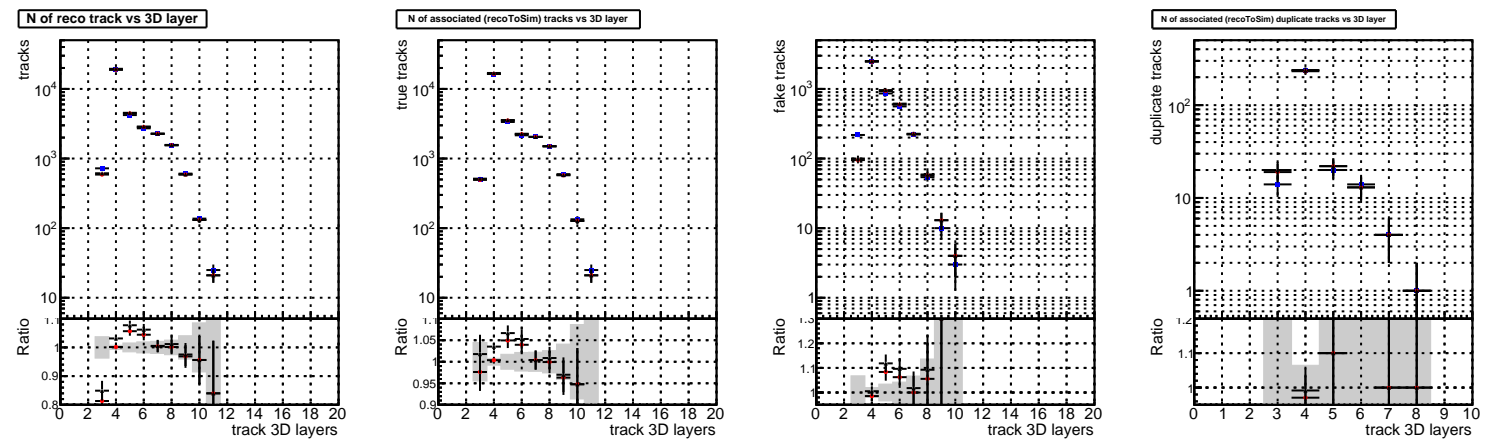 N of reco track vs 3D layer
tracks
10^4
10^3
10^2
10
Ratio
1.1
1
0.9
0.8
0 2 4 6 8 10 12 14 16 18 20
track 3D layers
N of associated (recoToSim) tracks vs 3D layer
true tracks
10^4
10^3
10^2
10
Ratio
1.1
1.05
1
0.95
0.9
0 2 4 6 8 10 12 14 16 18 20
track 3D layers
fake tracks
10^3
10^2
10
1
Ratio
1.3
1.2
1.1
1
0 2 4 6 8 10 12 14 16 18 20
track 3D layers
N of associated (recoToSim) duplicate tracks vs 3D layer
duplicate tracks
10^2
10
1
Ratio
1.2
1.1
1
0 1 2 3 4 5 6 7 8 9 10
track 3D layers